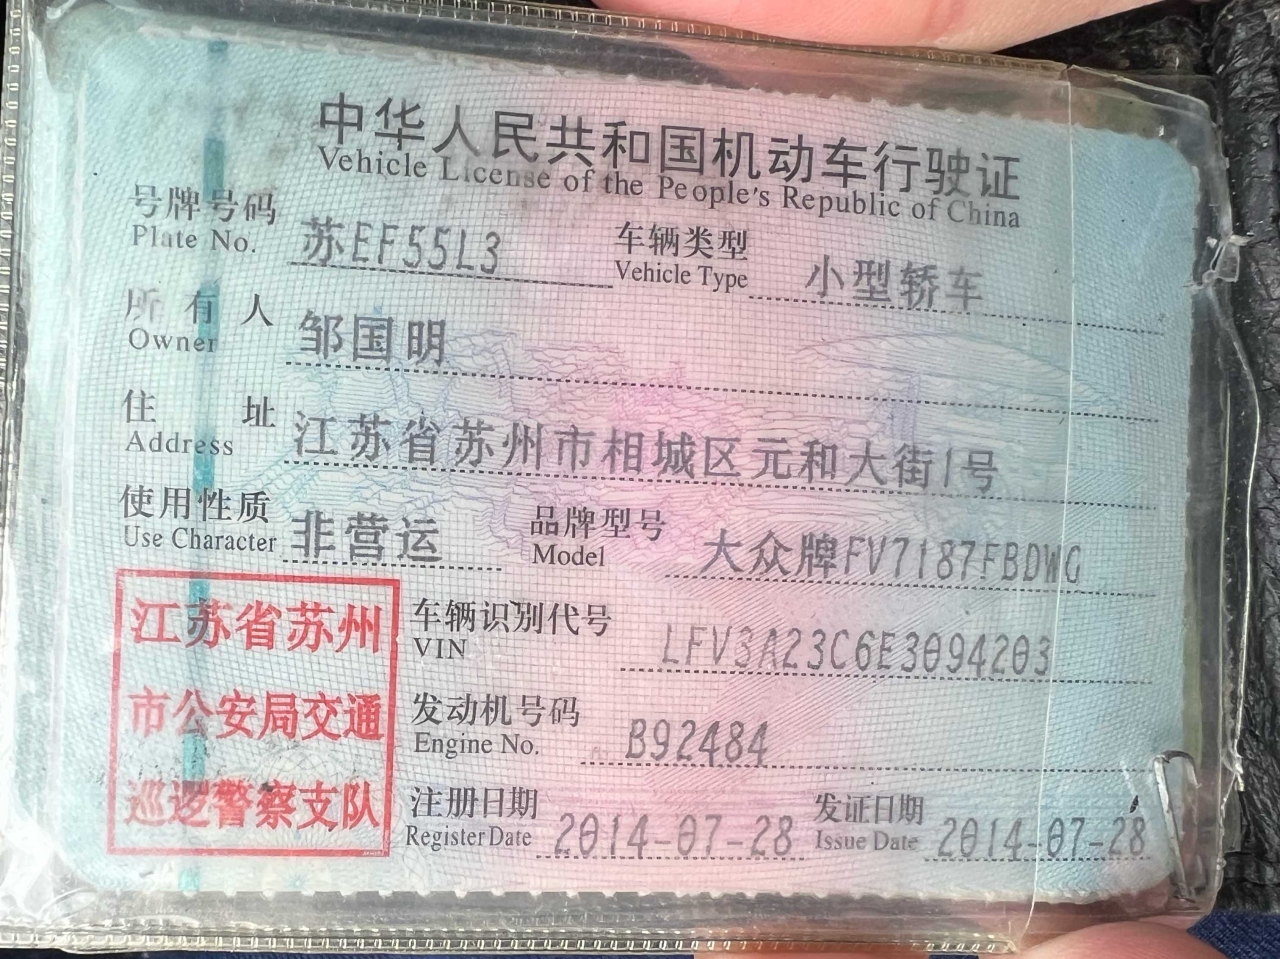 中华人民共和国机动车行驶证
Vehicle License of the People's Republic of China
号牌号码 苏EF55L3 车辆类型 小型轿车
Plate No. Vehicle Type
所有人 邹国明
Owner
住址 江苏省苏州市相城区元和大街1号
Address
使用性质 非营运 品牌型号 大众牌FV7187FBDWG
Use Character Model
江苏省苏州
市公安局交通
巡逻警察支队
车辆识别代号 LFV3A23C6E3094203
VIN
发动机号码 B92484
Engine No.
注册日期 2014-07-28 发证日期 2014-07-28
Register Date Issue Date